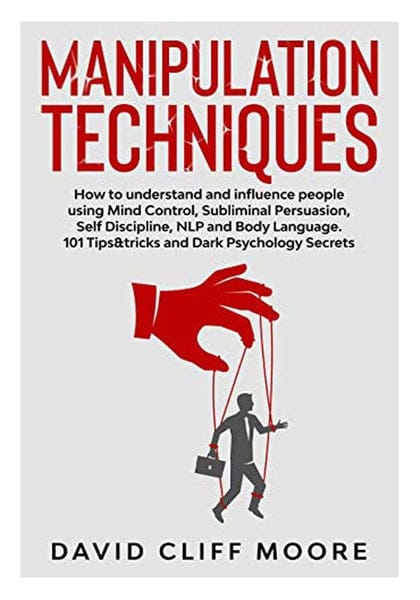 MANIPULATION
TECHNIQUES
How to understand and influence people
using Mind Control, Subliminal Persuasion,
Self Discipline, NLP and Body Language.
101 Tips&tricks and Dark Psychology Secrets
DAVID CLIFF MOORE